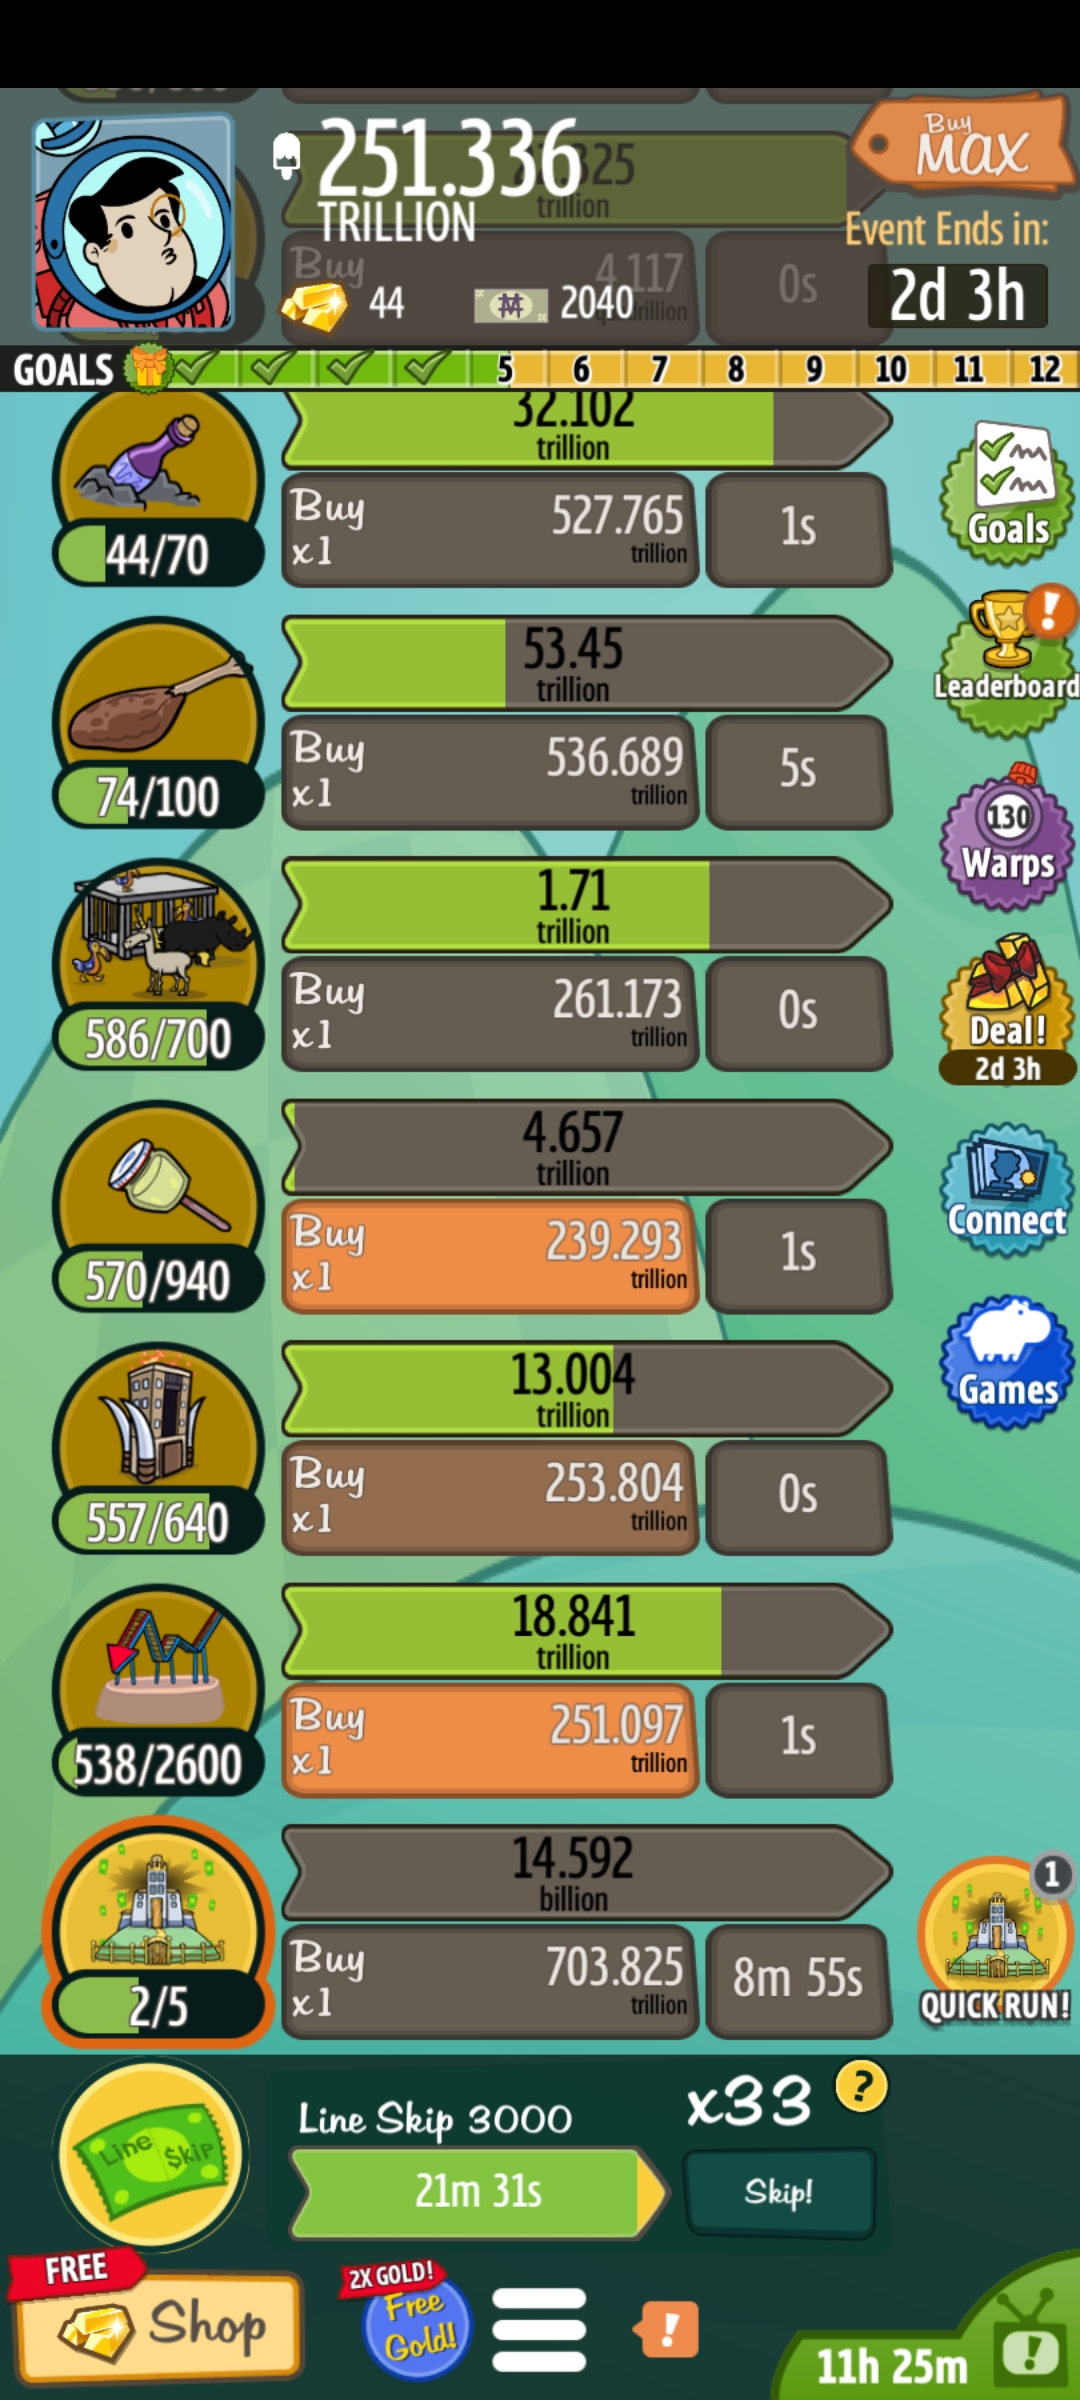 251.336
TRILLION
Buy
MAX
trillion
Event Ends in:
2d 3h
Buy
4.117
0s
44
2040
GOALS
5
6
7
8
9
10
11
12
32.102
trillion
44/70
Buy
x1
527.765
trillion
1s
Goals
53.45
trillion
74/100
Buy
x1
536.689
trillion
5s
Leaderboard
130
Warps
1.71
trillion
586/700
Buy
x1
261.173
trillion
0s
Deal!
2d 3h
4.657
trillion
570/940
Buy
x1
239.293
trillion
1s
Connect
13.004
trillion
557/640
Buy
x1
253.804
trillion
0s
Games
18.841
trillion
538/2600
Buy
x1
251.097
trillion
1s
14.592
billion
2/5
Buy
x1
703.825
trillion
8m 55s
1
QUICK RUN!
Line Skip 3000
x33
?
Line $kip
21m 31s
Skip!
FREE
Shop
2X GOLD!
Free
Gold!
!
11h 25m
!